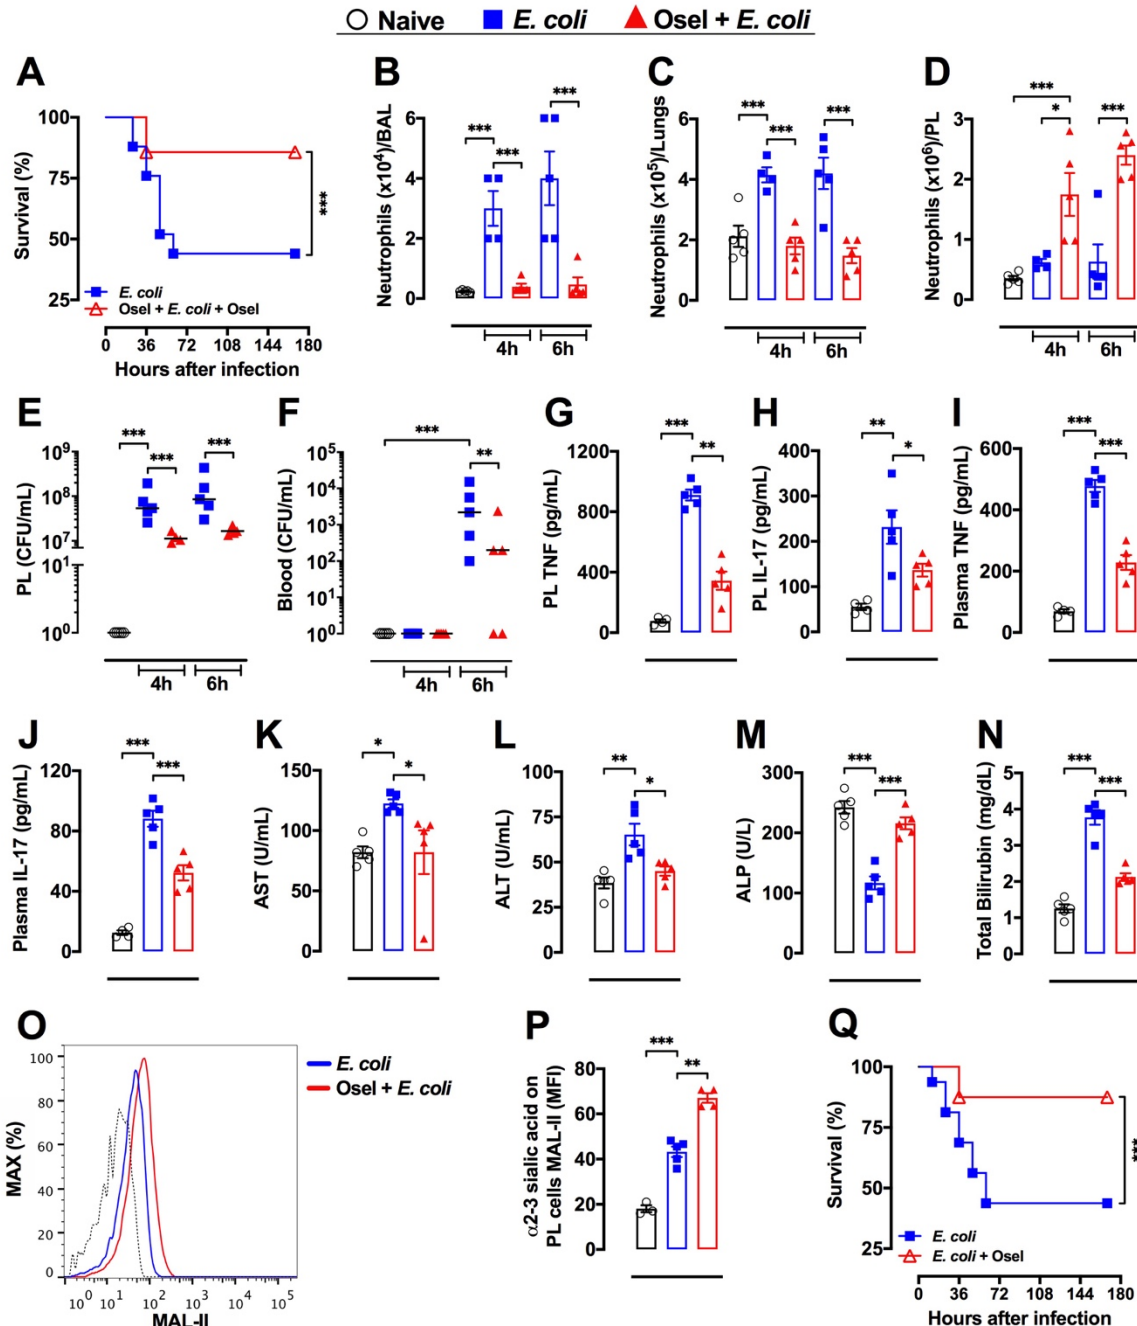 Naive E. coli Osel + E. coli
A
Survival (%)
100
75
50
25
***
E. coli
Osel + E. coli + Osel
0 36 72 108 144 180
Hours after infection
B
Neutrophils (x10⁴)/BAL
6
4
2
0
***
***
***
4h 6h
C
Neutrophils (x10⁵)/Lungs
6
4
2
0
***
***
***
4h 6h
D
Neutrophils (x10⁶)/PL
3
2
1
0
***
*
***
4h 6h
E
PL (CFU/mL)
10⁹
10⁸
10⁷
10¹
10⁰
***
***
***
4h 6h
F
Blood (CFU/mL)
10⁵
10⁴
10³
10²
10¹
10⁰
***
**
4h 6h
G
PL TNF (pg/mL)
1200
800
400
0
***
**
H
PL IL-17 (pg/mL)
400
300
200
100
0
**
*
I
Plasma TNF (pg/mL)
600
400
200
0
***
***
J
Plasma IL-17 (pg/mL)
120
80
40
0
***
***
K
AST (U/mL)
150
100
50
0
*
*
L
ALT (U/mL)
100
75
50
25
0
**
*
M
ALP (U/L)
300
200
100
0
***
***
N
Total Bilirubin (mg/dL)
5
4
3
2
1
0
***
***
O
MAX (%)
100
80
60
40
20
0
10⁰ 10¹ 10² 10³ 10⁴ 10⁵
MAL-II
E. coli
Osel + E. coli
P
α2-3 sialic acid on
PL cells MAL-II (MFI)
80
60
40
20
0
***
**
Q
Survival (%)
100
75
50
25
***
E. coli
E. coli + Osel
0 36 72 108 144 180
Hours after infection